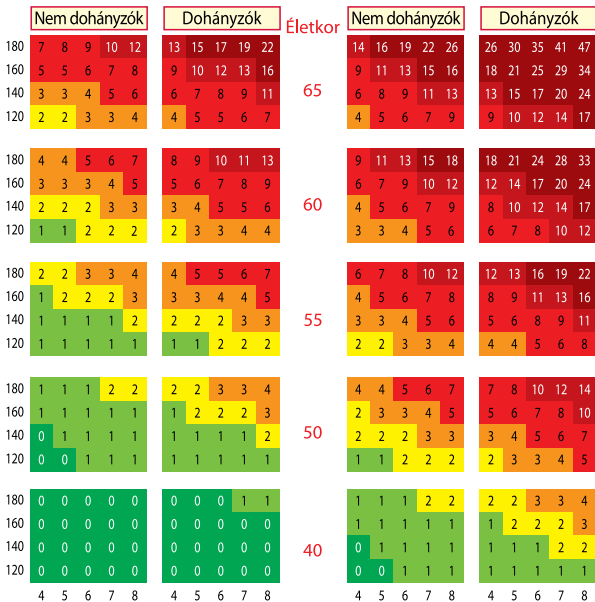 Nem dohányzók Dohányzók Életkor Nem dohányzók Dohányzók
180 7 8 9 10 12 13 15 17 19 22 14 16 19 22 26 26 30 35 41 47
160 5 5 6 7 8 9 10 12 13 16 9 11 13 15 16 18 21 25 29 34
65
140 3 3 4 5 6 6 7 8 9 11 6 8 9 11 13 13 15 17 20 24
120 2 2 3 3 4 4 5 5 6 7 4 5 6 7 9 9 10 12 14 17
180 4 4 5 6 7 8 9 10 11 13 9 11 13 15 18 18 21 24 28 33
160 3 3 3 4 5 5 6 7 8 9 6 7 9 10 12 12 14 17 20 24
60
140 2 2 2 3 3 3 4 5 5 6 4 5 6 7 9 8 10 12 14 17
120 1 1 2 2 2 2 3 3 4 4 3 3 4 5 6 6 7 8 10 12
180 2 2 3 3 4 4 5 5 6 7 6 7 8 10 12 12 13 16 19 22
160 1 2 2 2 3 3 3 4 4 5 4 5 6 7 8 8 9 11 13 16
55
140 1 1 1 1 2 2 2 2 3 3 3 3 4 5 6 5 6 8 9 11
120 1 1 1 1 1 1 1 2 2 2 2 2 3 3 4 4 4 5 6 8
180 1 1 1 2 2 2 2 3 3 4 4 4 5 6 7 7 8 10 12 14
160 1 1 1 1 1 1 2 2 2 3 2 3 3 4 5 5 6 7 8 10
50
140 0 1 1 1 1 1 1 1 1 2 2 2 2 3 3 3 4 5 6 7
120 0 0 1 1 1 1 1 1 1 1 1 1 2 2 2 2 3 3 4 5
180 0 0 0 0 0 0 0 0 1 1 1 1 1 2 2 2 2 3 3 4
160 0 0 0 0 0 0 0 0 0 0 1 1 1 1 1 1 2 2 2 3
40
140 0 0 0 0 0 0 0 0 0 0 0 1 1 1 1 1 1 1 2 2
120 0 0 0 0 0 0 0 0 0 0 0 0 1 1 1 1 1 1 1 1
4 5 6 7 8 4 5 6 7 8 4 5 6 7 8 4 5 6 7 8